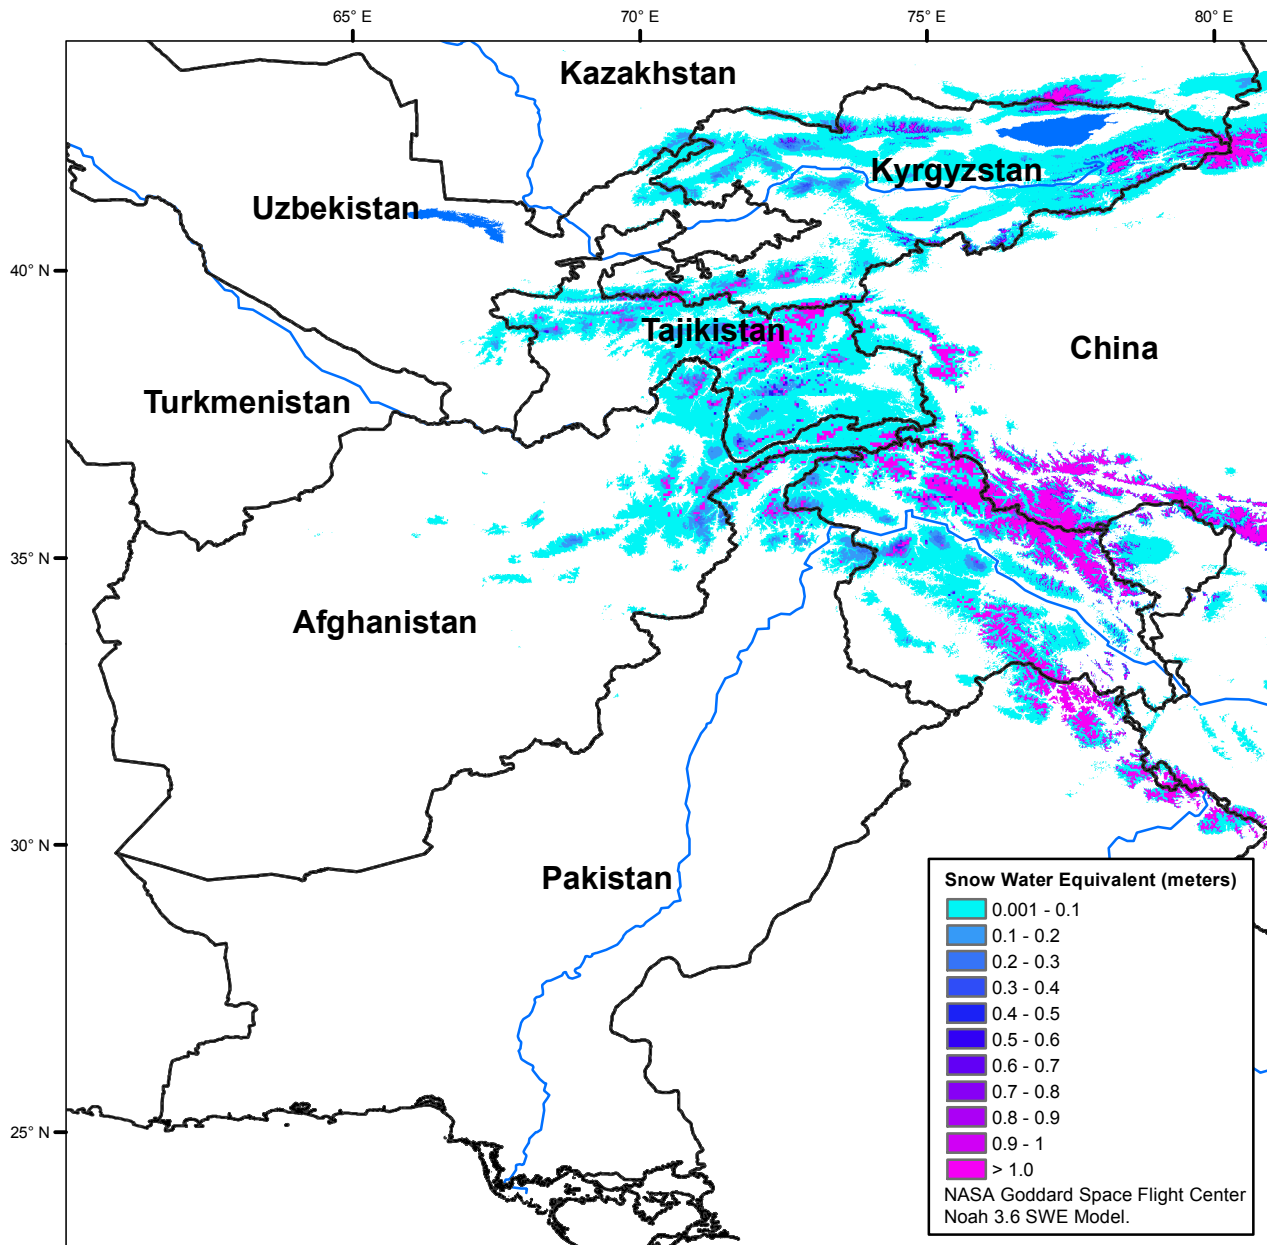 65° E
70° E
75° E
80° E
Kazakhstan
Kyrgyzstan
Uzbekistan
40° N
Tajikistan
China
Turkmenistan
35° N
Afghanistan
30° N
Pakistan
25° N
Snow Water Equivalent (meters)
0.001 - 0.1
0.1 - 0.2
0.2 - 0.3
0.3 - 0.4
0.4 - 0.5
0.5 - 0.6
0.6 - 0.7
0.7 - 0.8
0.8 - 0.9
0.9 - 1
> 1.0
NASA Goddard Space Flight Center
Noah 3.6 SWE Model.